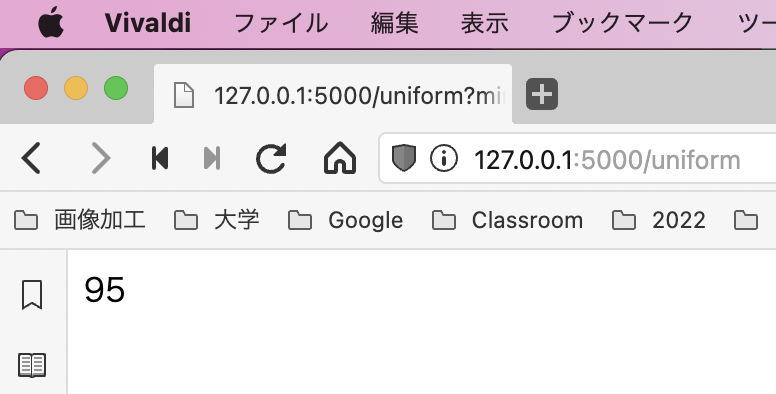 Vivaldi ファイル 編集 表示 ブックマーク ツー
127.0.0.1:5000/uniform?mi
127.0.0.1:5000/uniform
画像加工 大学 Google Classroom 2022
95